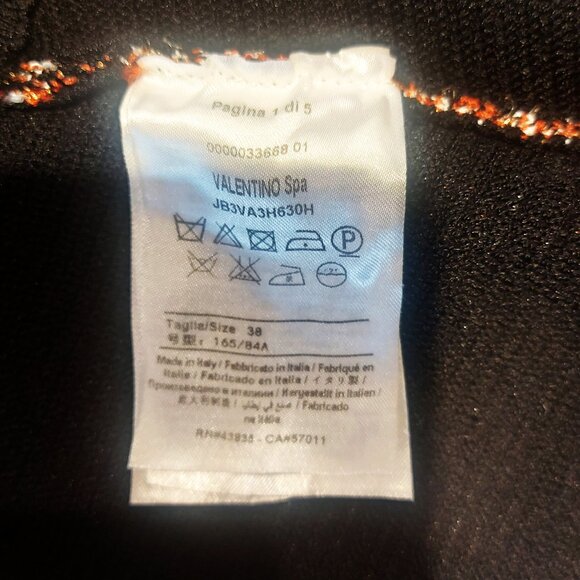 Pagina 1 di 5
0000033668 01
VALENTINO Spa
JB3VA3H630H
P
Taglia/Size 38
号型: 165/84A
Made in Italy / Fabbricato in Italia / Fabriqué en
Italie / Fabricado en Italia / イタリ製 /
Произведено в италии / Hergestellt in Italien /
意大利制造 / صنع في إيطاليا / Fabricado
na Itália
RN#43935 - CA#57011